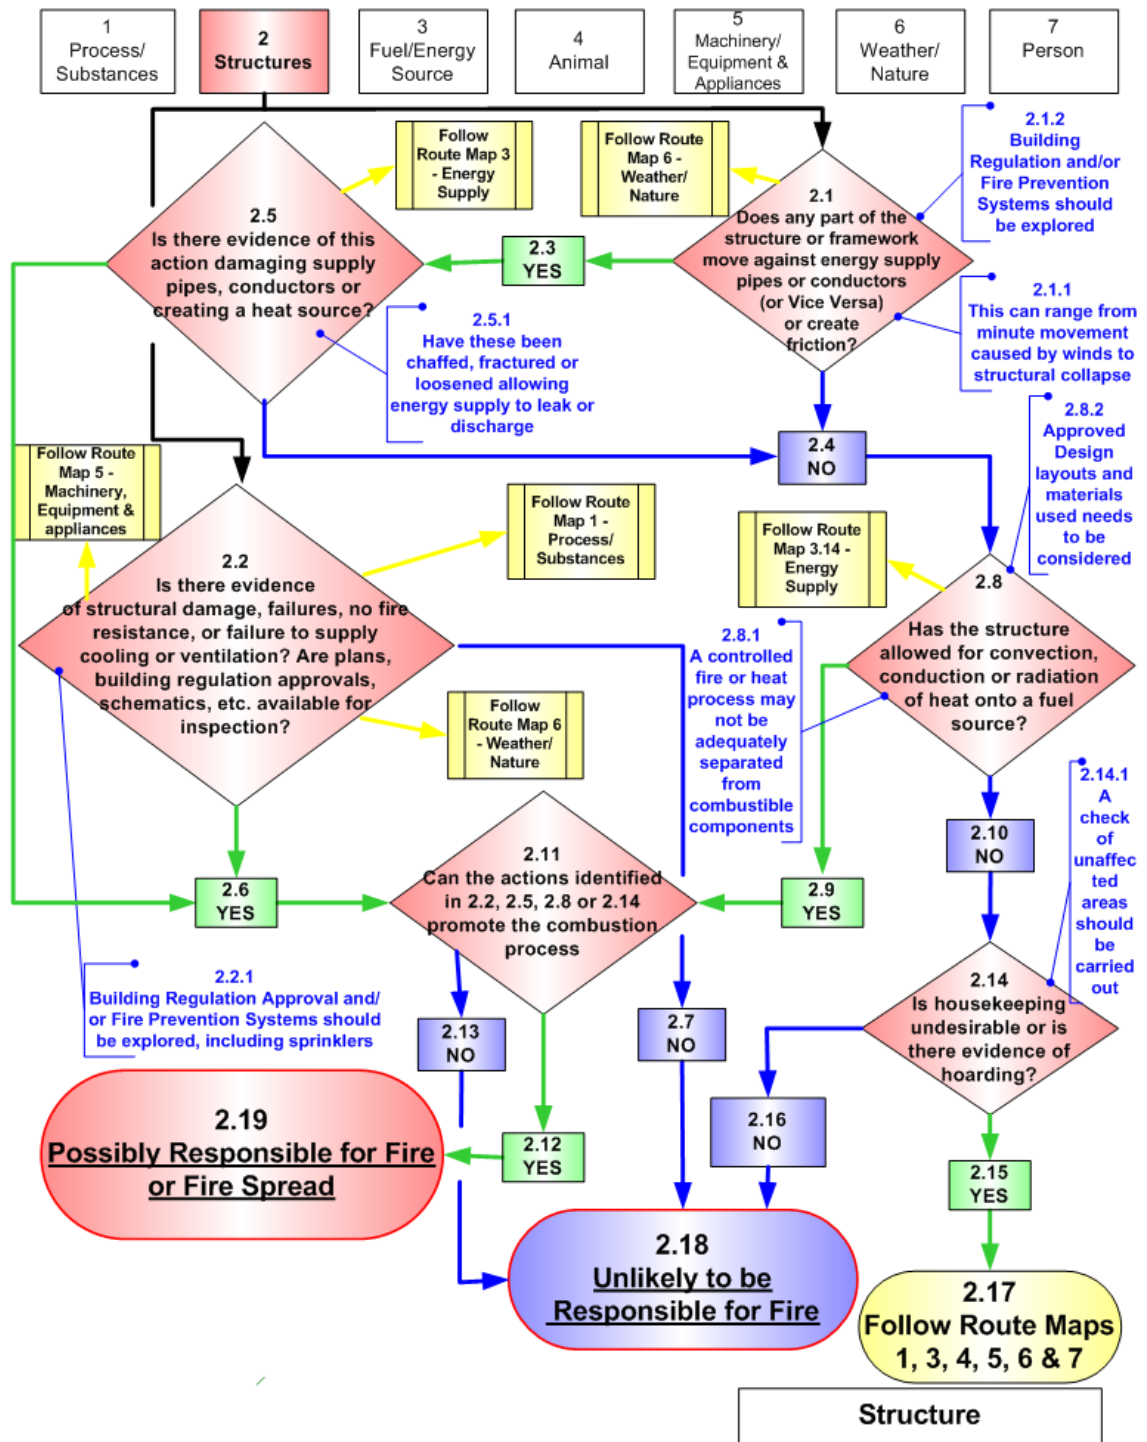 1
Process/
Substances
2
Structures
3
Fuel/Energy
Source
4
Animal
5
Machinery/
Equipment &
Appliances
6
Weather/
Nature
7
Person
Follow
Route Map 3
- Energy
Supply
Follow Route
Map 6 -
Weather/
Nature
2.1.2
Building
Regulation and/or
Fire Prevention
Systems should
be explored
2.5
Is there evidence of this
action damaging supply
pipes, conductors or
creating a heat source?
2.3
YES
2.1
Does any part of the
structure or framework
move against energy supply
pipes or conductors
(or Vice Versa)
or create
friction?
2.1.1
This can range from
minute movement
caused by winds to
structural collapse
2.5.1
Have these been
chaffed, fractured or
loosened allowing
energy supply to leak or
discharge
2.4
NO
2.8.2
Approved
Design
layouts and
materials
used needs
to be
considered
Follow Route
Map 5 -
Machinery,
Equipment &
appliances
Follow Route
Map 1 -
Process/
Substances
Follow Route
Map 3.14 -
Energy
Supply
2.2
Is there evidence
of structural damage, failures, no fire
resistance, or failure to supply
cooling or ventilation? Are plans,
building regulation approvals,
schematics, etc. available for
inspection?
2.8
Has the structure
allowed for convection,
conduction or radiation
of heat onto a fuel
source?
2.8.1
A controlled
fire or heat
process may
not be
adequately
separated
from
combustible
components
Follow
Route Map 6
- Weather/
Nature
2.14.1
A
check
of
unaffec
ted
areas
should
be
carried
out
2.10
NO
2.6
YES
2.11
Can the actions identified
in 2.2, 2.5, 2.8 or 2.14
promote the combustion
process
2.9
YES
2.2.1
Building Regulation Approval and/
or Fire Prevention Systems should
be explored, including sprinklers
2.14
Is housekeeping
undesirable or is
there evidence of
hoarding?
2.13
NO
2.7
NO
2.16
NO
2.12
YES
2.15
YES
2.19
Possibly Responsible for Fire
or Fire Spread
2.18
Unlikely to be
Responsible for Fire
2.17
Follow Route Maps
1, 3, 4, 5, 6 & 7
Structure